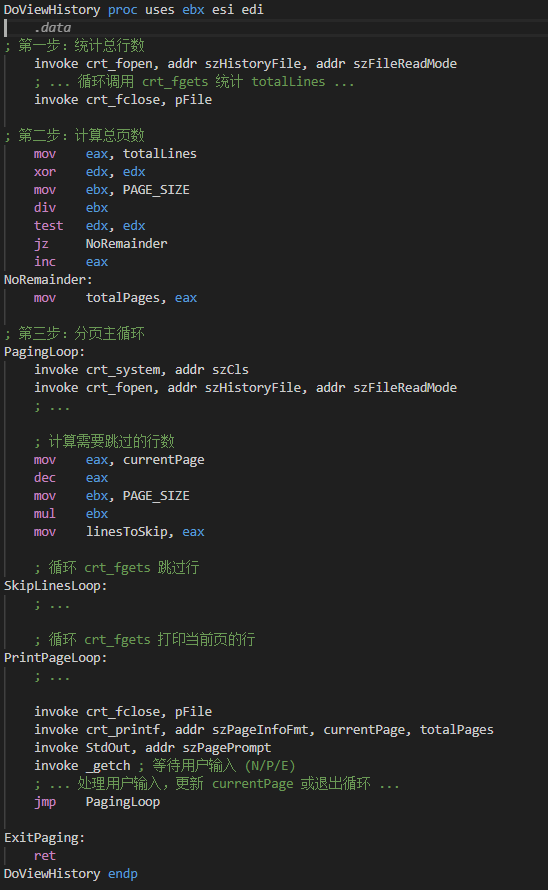 DoViewHistory proc uses ebx esi edi
    .data
; 第一步：统计总行数
    invoke crt_fopen, addr szHistoryFile, addr szFileReadMode
    ; ... 循环调用 crt_fgets 统计 totalLines ...
    invoke crt_fclose, pFile

; 第二步：计算总页数
    mov    eax, totalLines
    xor    edx, edx
    mov    ebx, PAGE_SIZE
    div    ebx
    test   edx, edx
    jz     NoRemainder
    inc    eax
NoRemainder:
    mov    totalPages, eax

; 第三步：分页主循环
PagingLoop:
    invoke crt_system, addr szCls
    invoke crt_fopen, addr szHistoryFile, addr szFileReadMode
    ; ...

    ; 计算需要跳过的行数
    mov    eax, currentPage
    dec    eax
    mov    ebx, PAGE_SIZE
    mul    ebx
    mov    linesToSkip, eax

    ; 循环 crt_fgets 跳过行
SkipLinesLoop:
    ; ...

    ; 循环 crt_fgets 打印当前页的行
PrintPageLoop:
    ; ...

    invoke crt_fclose, pFile
    invoke crt_printf, addr szPageInfoFmt, currentPage, totalPages
    invoke StdOut, addr szPagePrompt
    invoke _getch ; 等待用户输入 (N/P/E)
    ; ... 处理用户输入，更新 currentPage 或退出循环 ...
    jmp    PagingLoop

ExitPaging:
    ret
DoViewHistory endp